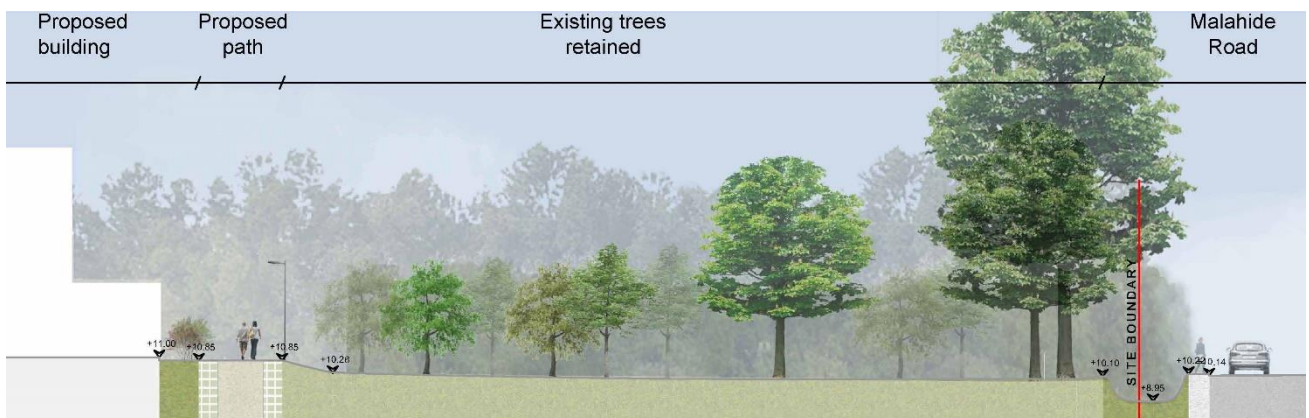 Proposed
building
Proposed
path
Existing trees
retained
Malahide
Road
SITE BOUNDARY
+11.00
+10.85
+10.85
+10.26
+10.10
+8.95
+10.22
+10.14